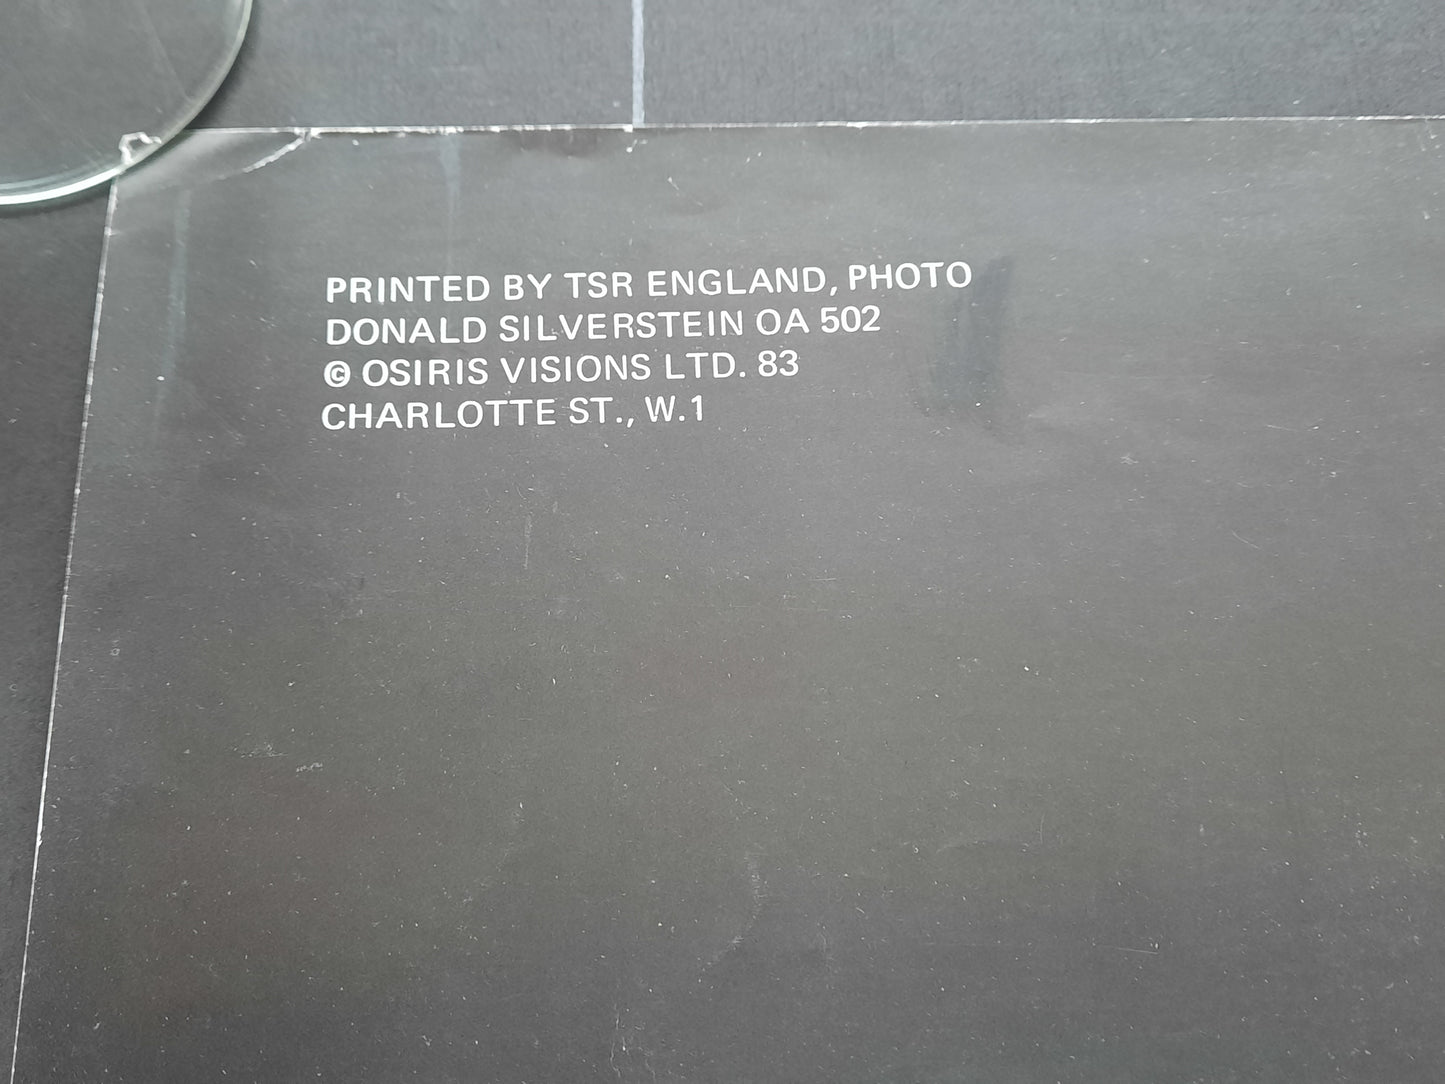 PRINTED BY TSR ENGLAND, PHOTO
DONALD SILVERSTEIN OA 502
© OSIRIS VISIONS LTD. 83
CHARLOTTE ST., W.1